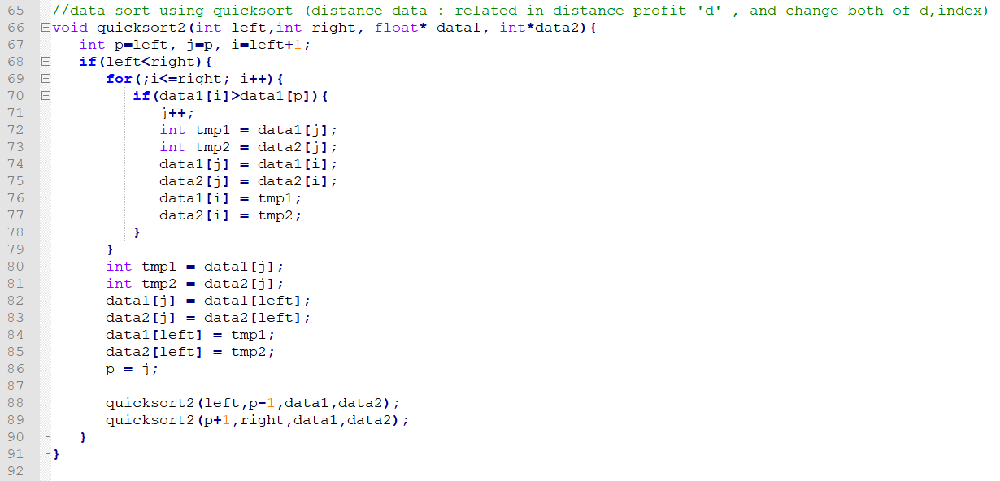 65 //data sort using quicksort (distance data : related in distance profit 'd' , and change both of d,index)
66 void quicksort2(int left,int right, float* data1, int*data2){
67 int p=left, j=p, i=left+1;
68 if(left<right){
69 for(;i<=right; i++){
70 if(data1[i]>data1[p]){
71 j++;
72 int tmp1 = data1[j];
73 int tmp2 = data2[j];
74 data1[j] = data1[i];
75 data2[j] = data2[i];
76 data1[i] = tmp1;
77 data2[i] = tmp2;
78 }
79 }
80 int tmp1 = data1[j];
81 int tmp2 = data2[j];
82 data1[j] = data1[left];
83 data2[j] = data2[left];
84 data1[left] = tmp1;
85 data2[left] = tmp2;
86 p = j;
87
88 quicksort2(left,p-1,data1,data2);
89 quicksort2(p+1,right,data1,data2);
90 }
91 }
92